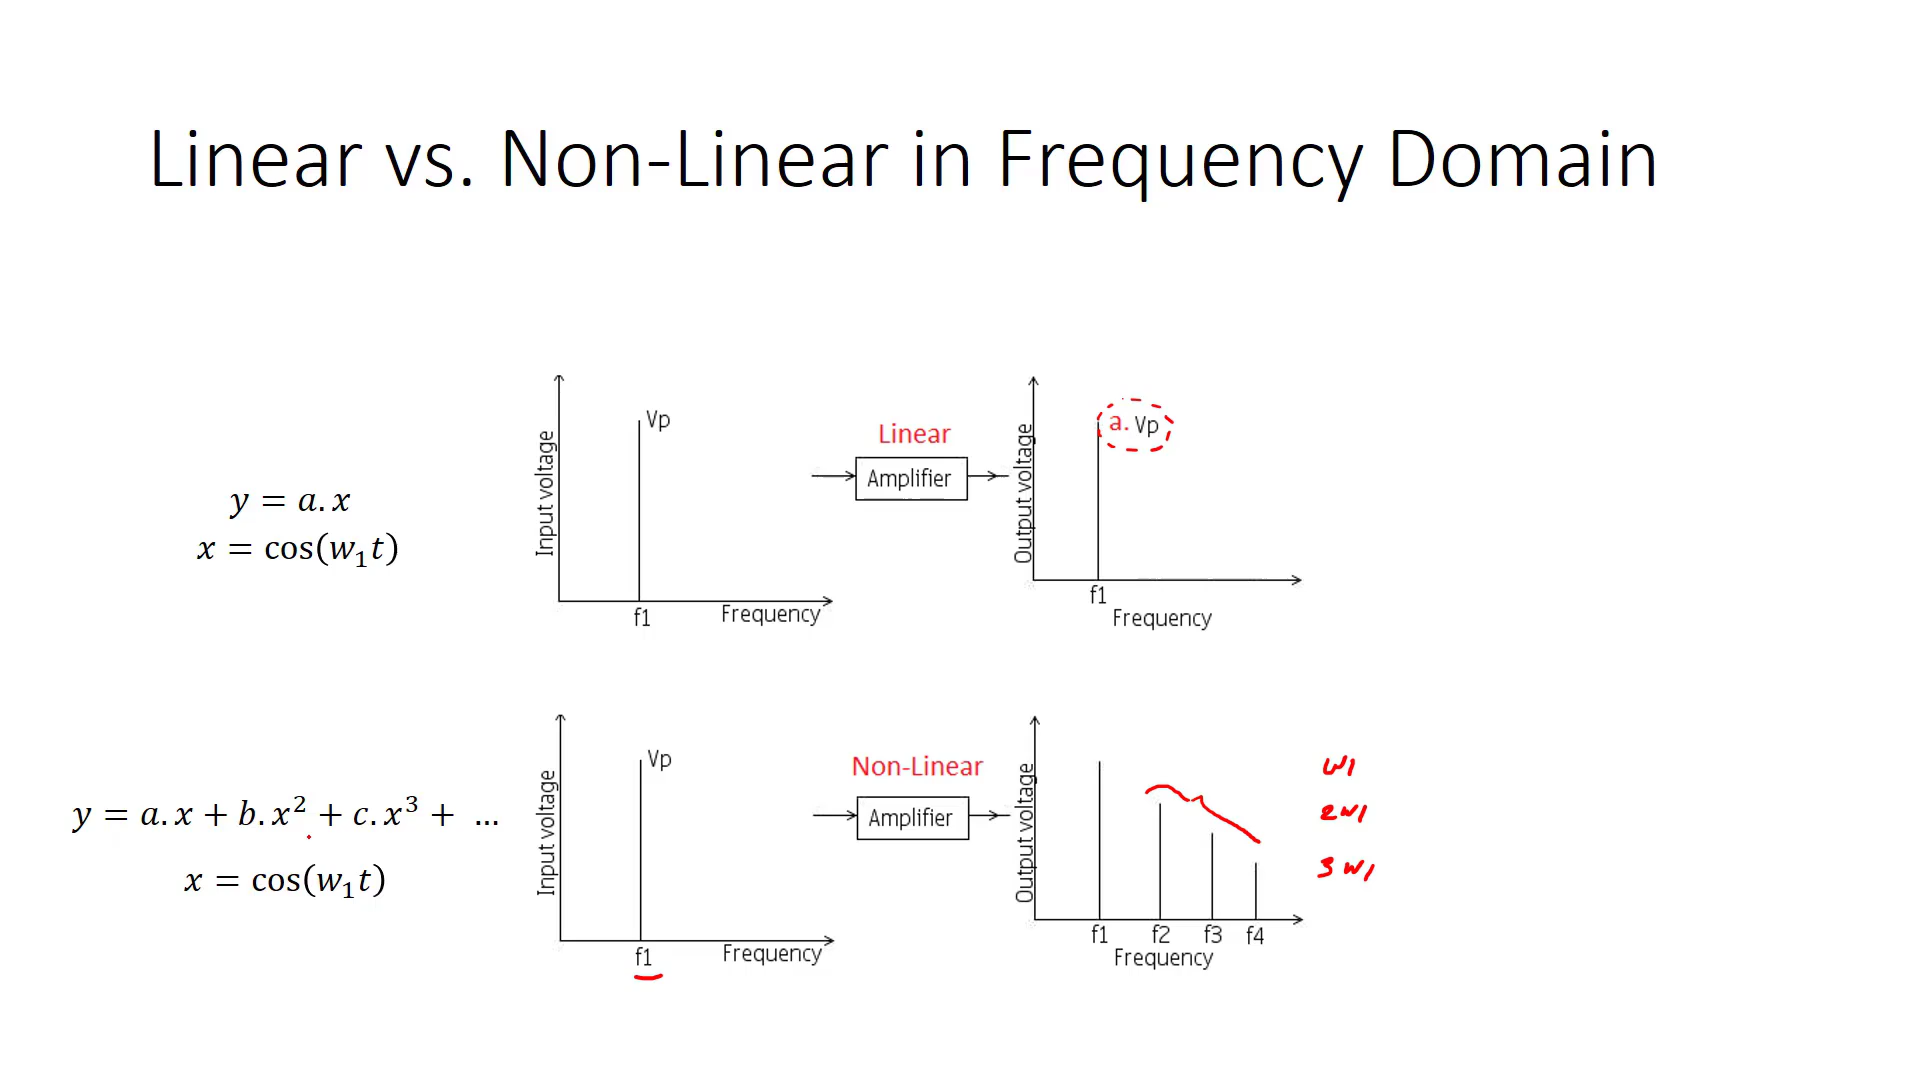 Linear vs. Non-Linear in Frequency Domain
y = a. x
x = cos(w₁t)
Input voltage
Vp
f1
Frequency
Linear
Amplifier
Output voltage
a. Vp
f1
Frequency
y = a. x + b. x² + c. x³ + ...
x = cos(w₁t)
Input voltage
Vp
f1
Frequency
Non-Linear
Amplifier
Output voltage
f1 f2 f3 f4
Frequency
w1
2w1
3w1